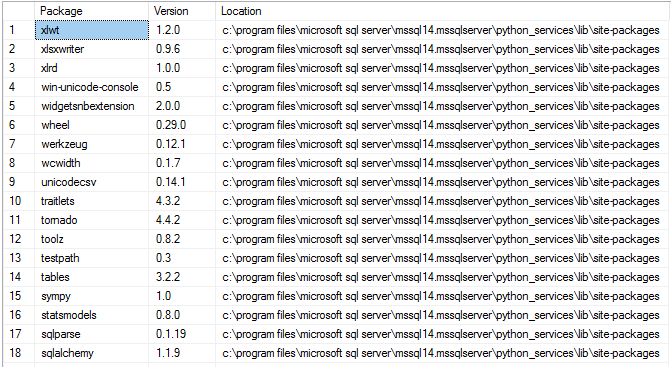 Package Version Location
1 xlwt 1.2.0 c:\program files\microsoft sql server\mssql14.mssqlserver\python_services\lib\site-packages
2 xlsxwriter 0.9.6 c:\program files\microsoft sql server\mssql14.mssqlserver\python_services\lib\site-packages
3 xlrd 1.0.0 c:\program files\microsoft sql server\mssql14.mssqlserver\python_services\lib\site-packages
4 win-unicode-console 0.5 c:\program files\microsoft sql server\mssql14.mssqlserver\python_services\lib\site-packages
5 widgetsnbextension 2.0.0 c:\program files\microsoft sql server\mssql14.mssqlserver\python_services\lib\site-packages
6 wheel 0.29.0 c:\program files\microsoft sql server\mssql14.mssqlserver\python_services\lib\site-packages
7 werkzeug 0.12.1 c:\program files\microsoft sql server\mssql14.mssqlserver\python_services\lib\site-packages
8 wcwidth 0.1.7 c:\program files\microsoft sql server\mssql14.mssqlserver\python_services\lib\site-packages
9 unicodecsv 0.14.1 c:\program files\microsoft sql server\mssql14.mssqlserver\python_services\lib\site-packages
10 traitlets 4.3.2 c:\program files\microsoft sql server\mssql14.mssqlserver\python_services\lib\site-packages
11 tornado 4.4.2 c:\program files\microsoft sql server\mssql14.mssqlserver\python_services\lib\site-packages
12 toolz 0.8.2 c:\program files\microsoft sql server\mssql14.mssqlserver\python_services\lib\site-packages
13 testpath 0.3 c:\program files\microsoft sql server\mssql14.mssqlserver\python_services\lib\site-packages
14 tables 3.2.2 c:\program files\microsoft sql server\mssql14.mssqlserver\python_services\lib\site-packages
15 sympy 1.0 c:\program files\microsoft sql server\mssql14.mssqlserver\python_services\lib\site-packages
16 statsmodels 0.8.0 c:\program files\microsoft sql server\mssql14.mssqlserver\python_services\lib\site-packages
17 sqlparse 0.1.19 c:\program files\microsoft sql server\mssql14.mssqlserver\python_services\lib\site-packages
18 sqlalchemy 1.1.9 c:\program files\microsoft sql server\mssql14.mssqlserver\python_services\lib\site-packages